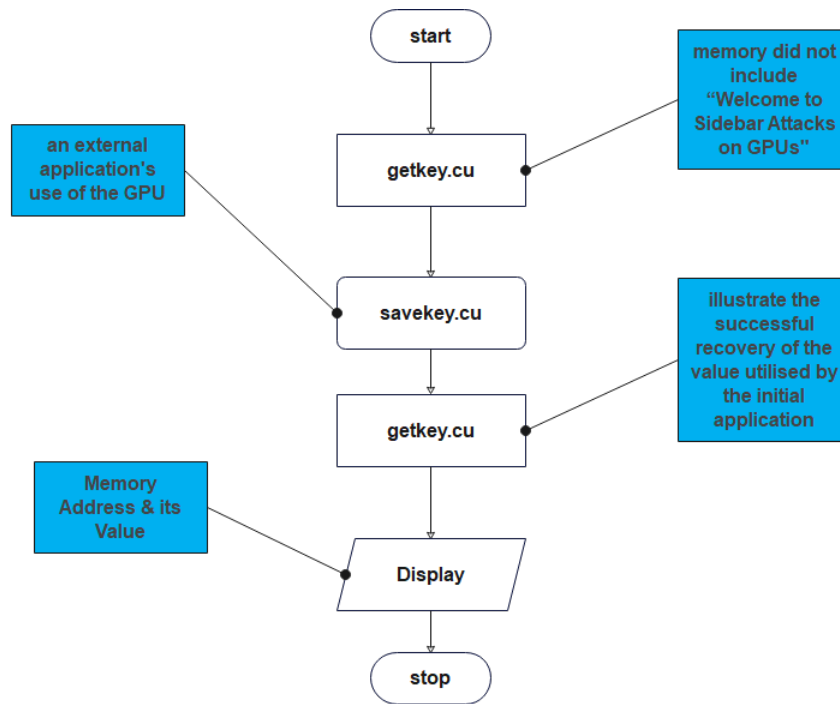 start
memory did not
include
“Welcome to
Sidebar Attacks
on GPUs"
an external
application's
use of the GPU
getkey.cu
savekey.cu
illustrate the
successful
recovery of the
value utilised by
the initial
application
getkey.cu
Memory
Address & its
Value
Display
stop